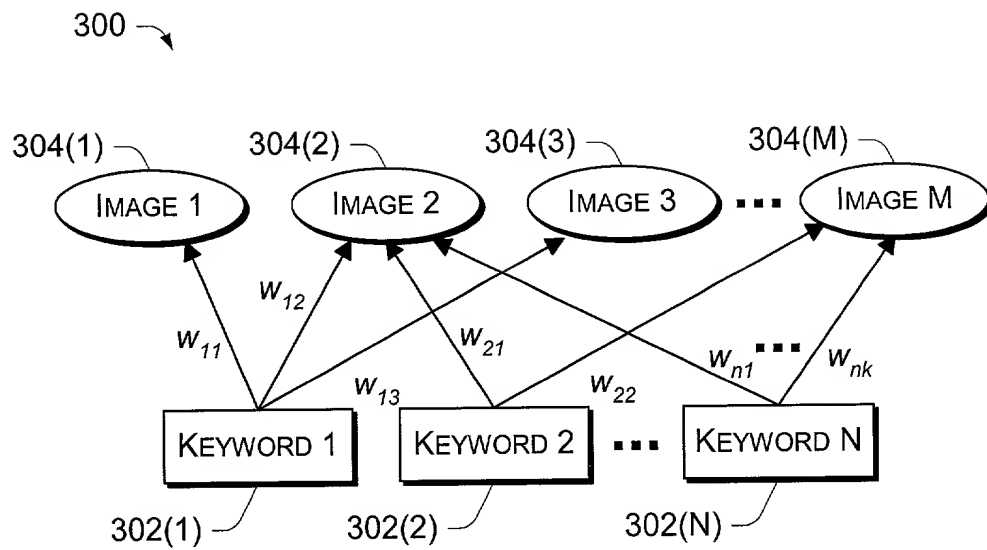 300
304(1) 304(2) 304(3) 304(M)
IMAGE 1 IMAGE 2 IMAGE 3 ... IMAGE M
w12
w11 w21 ...
w13 w22 wn1 wnk
KEYWORD 1 KEYWORD 2 ... KEYWORD N
302(1) 302(2) 302(N)